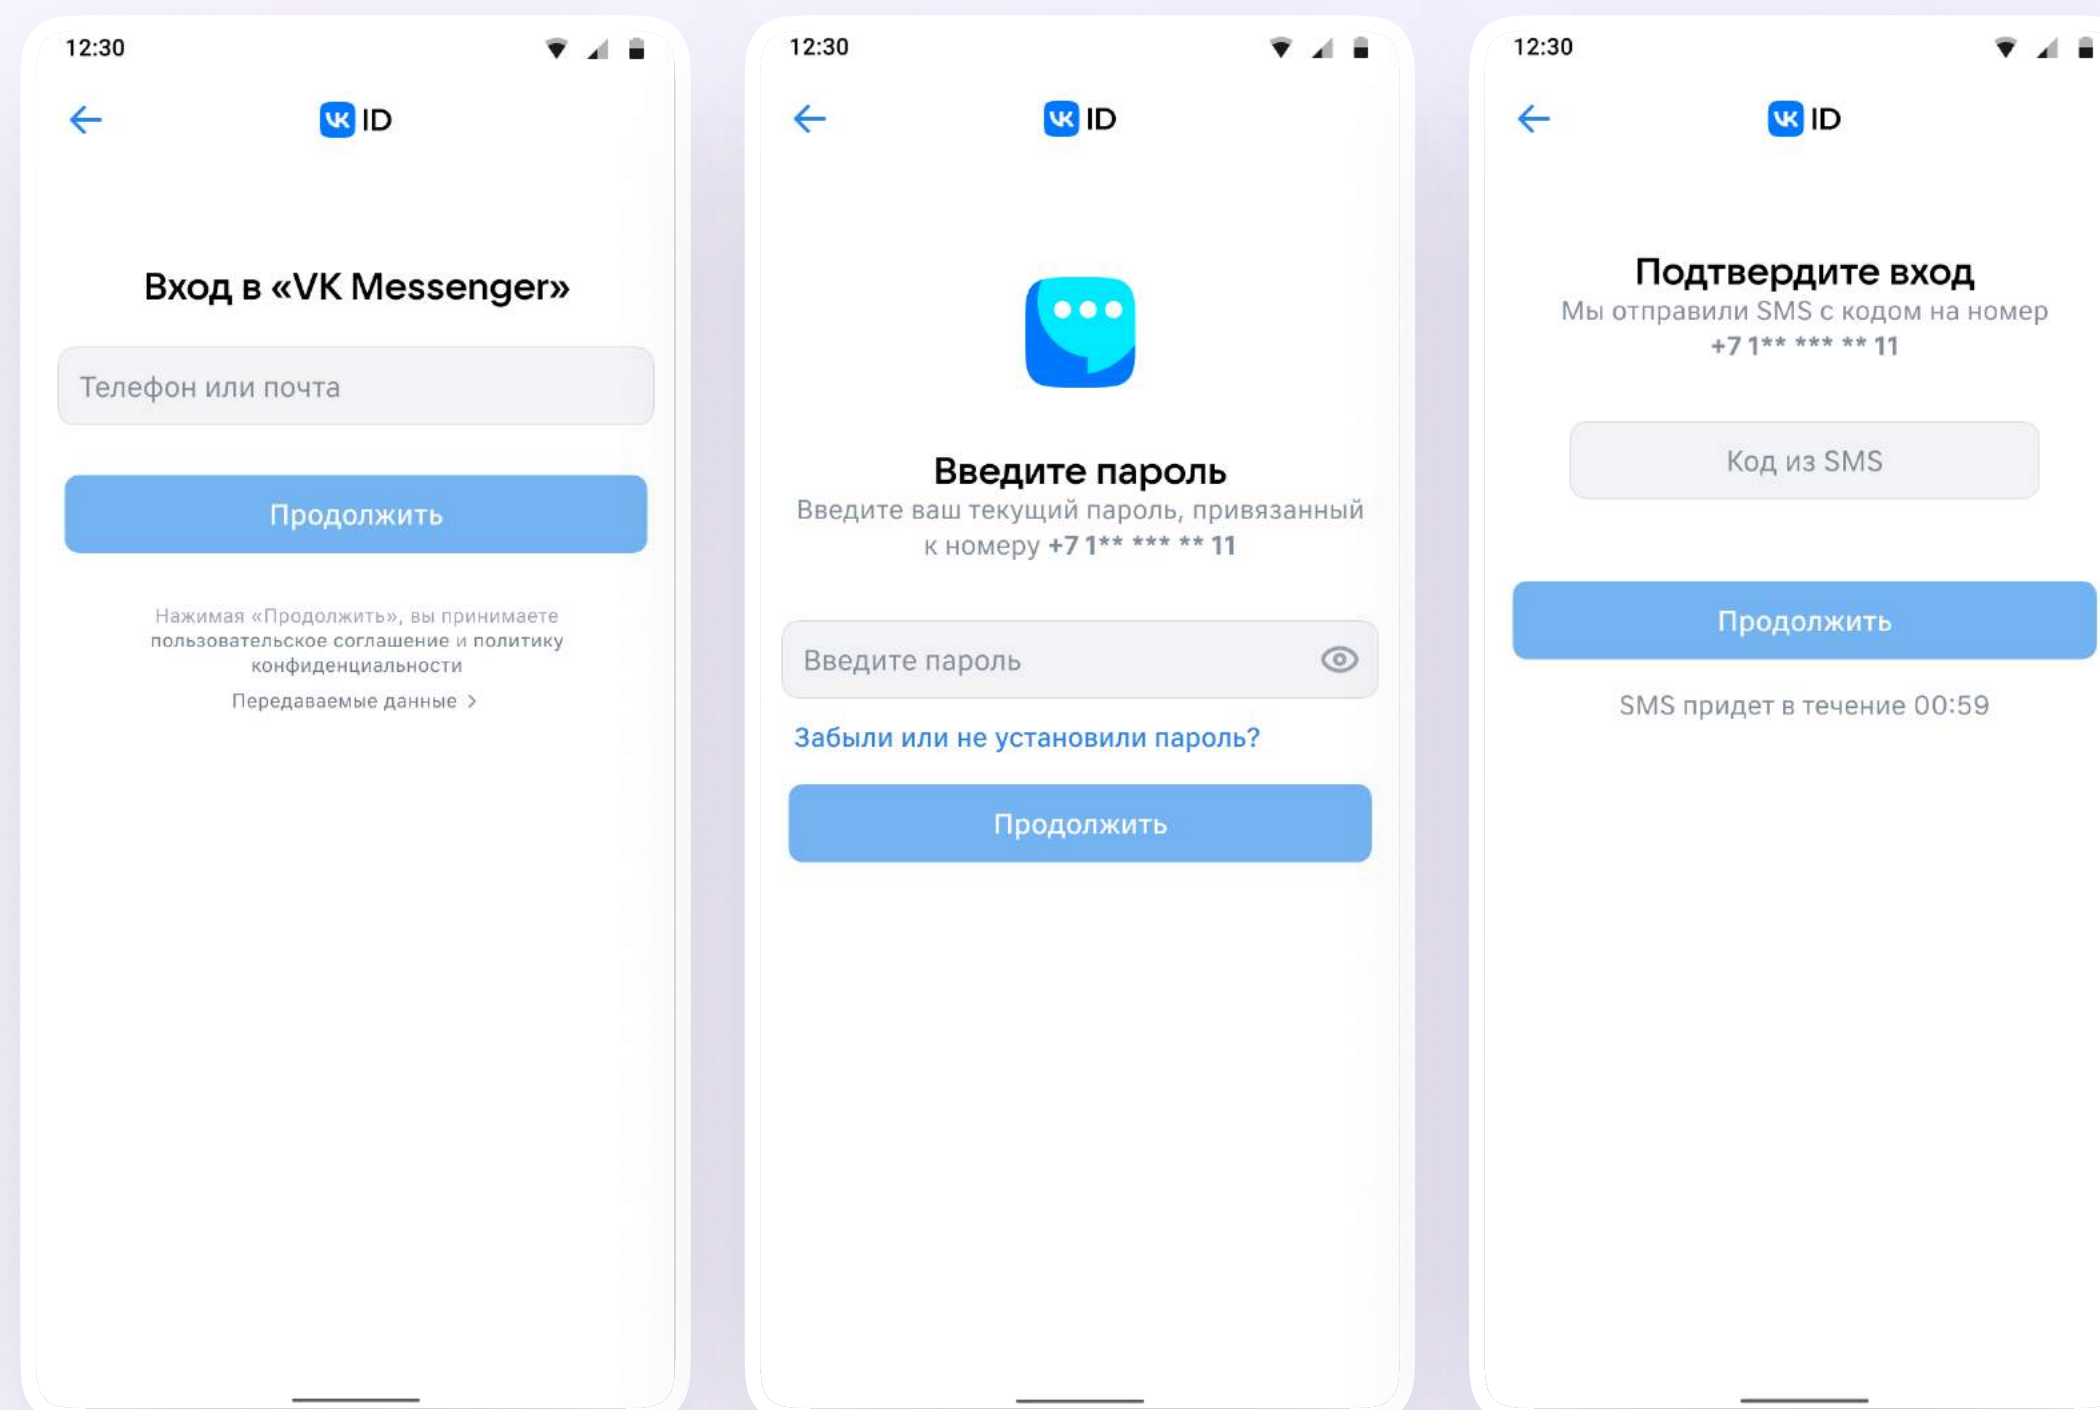 12:30
VK ID
Вход в «VK Messenger»
Телефон или почта
Продолжить
Нажимая «Продолжить», вы принимаете
пользовательское соглашение и политику
конфиденциальности
Передаваемые данные >
12:30
VK ID
Введите пароль
Введите ваш текущий пароль, привязанный
к номеру +7 1** *** ** 11
Введите пароль
Забыли или не установили пароль?
Продолжить
12:30
VK ID
Подтвердите вход
Мы отправили SMS с кодом на номер
+7 1** *** ** 11
Код из SMS
Продолжить
SMS придет в течение 00:59